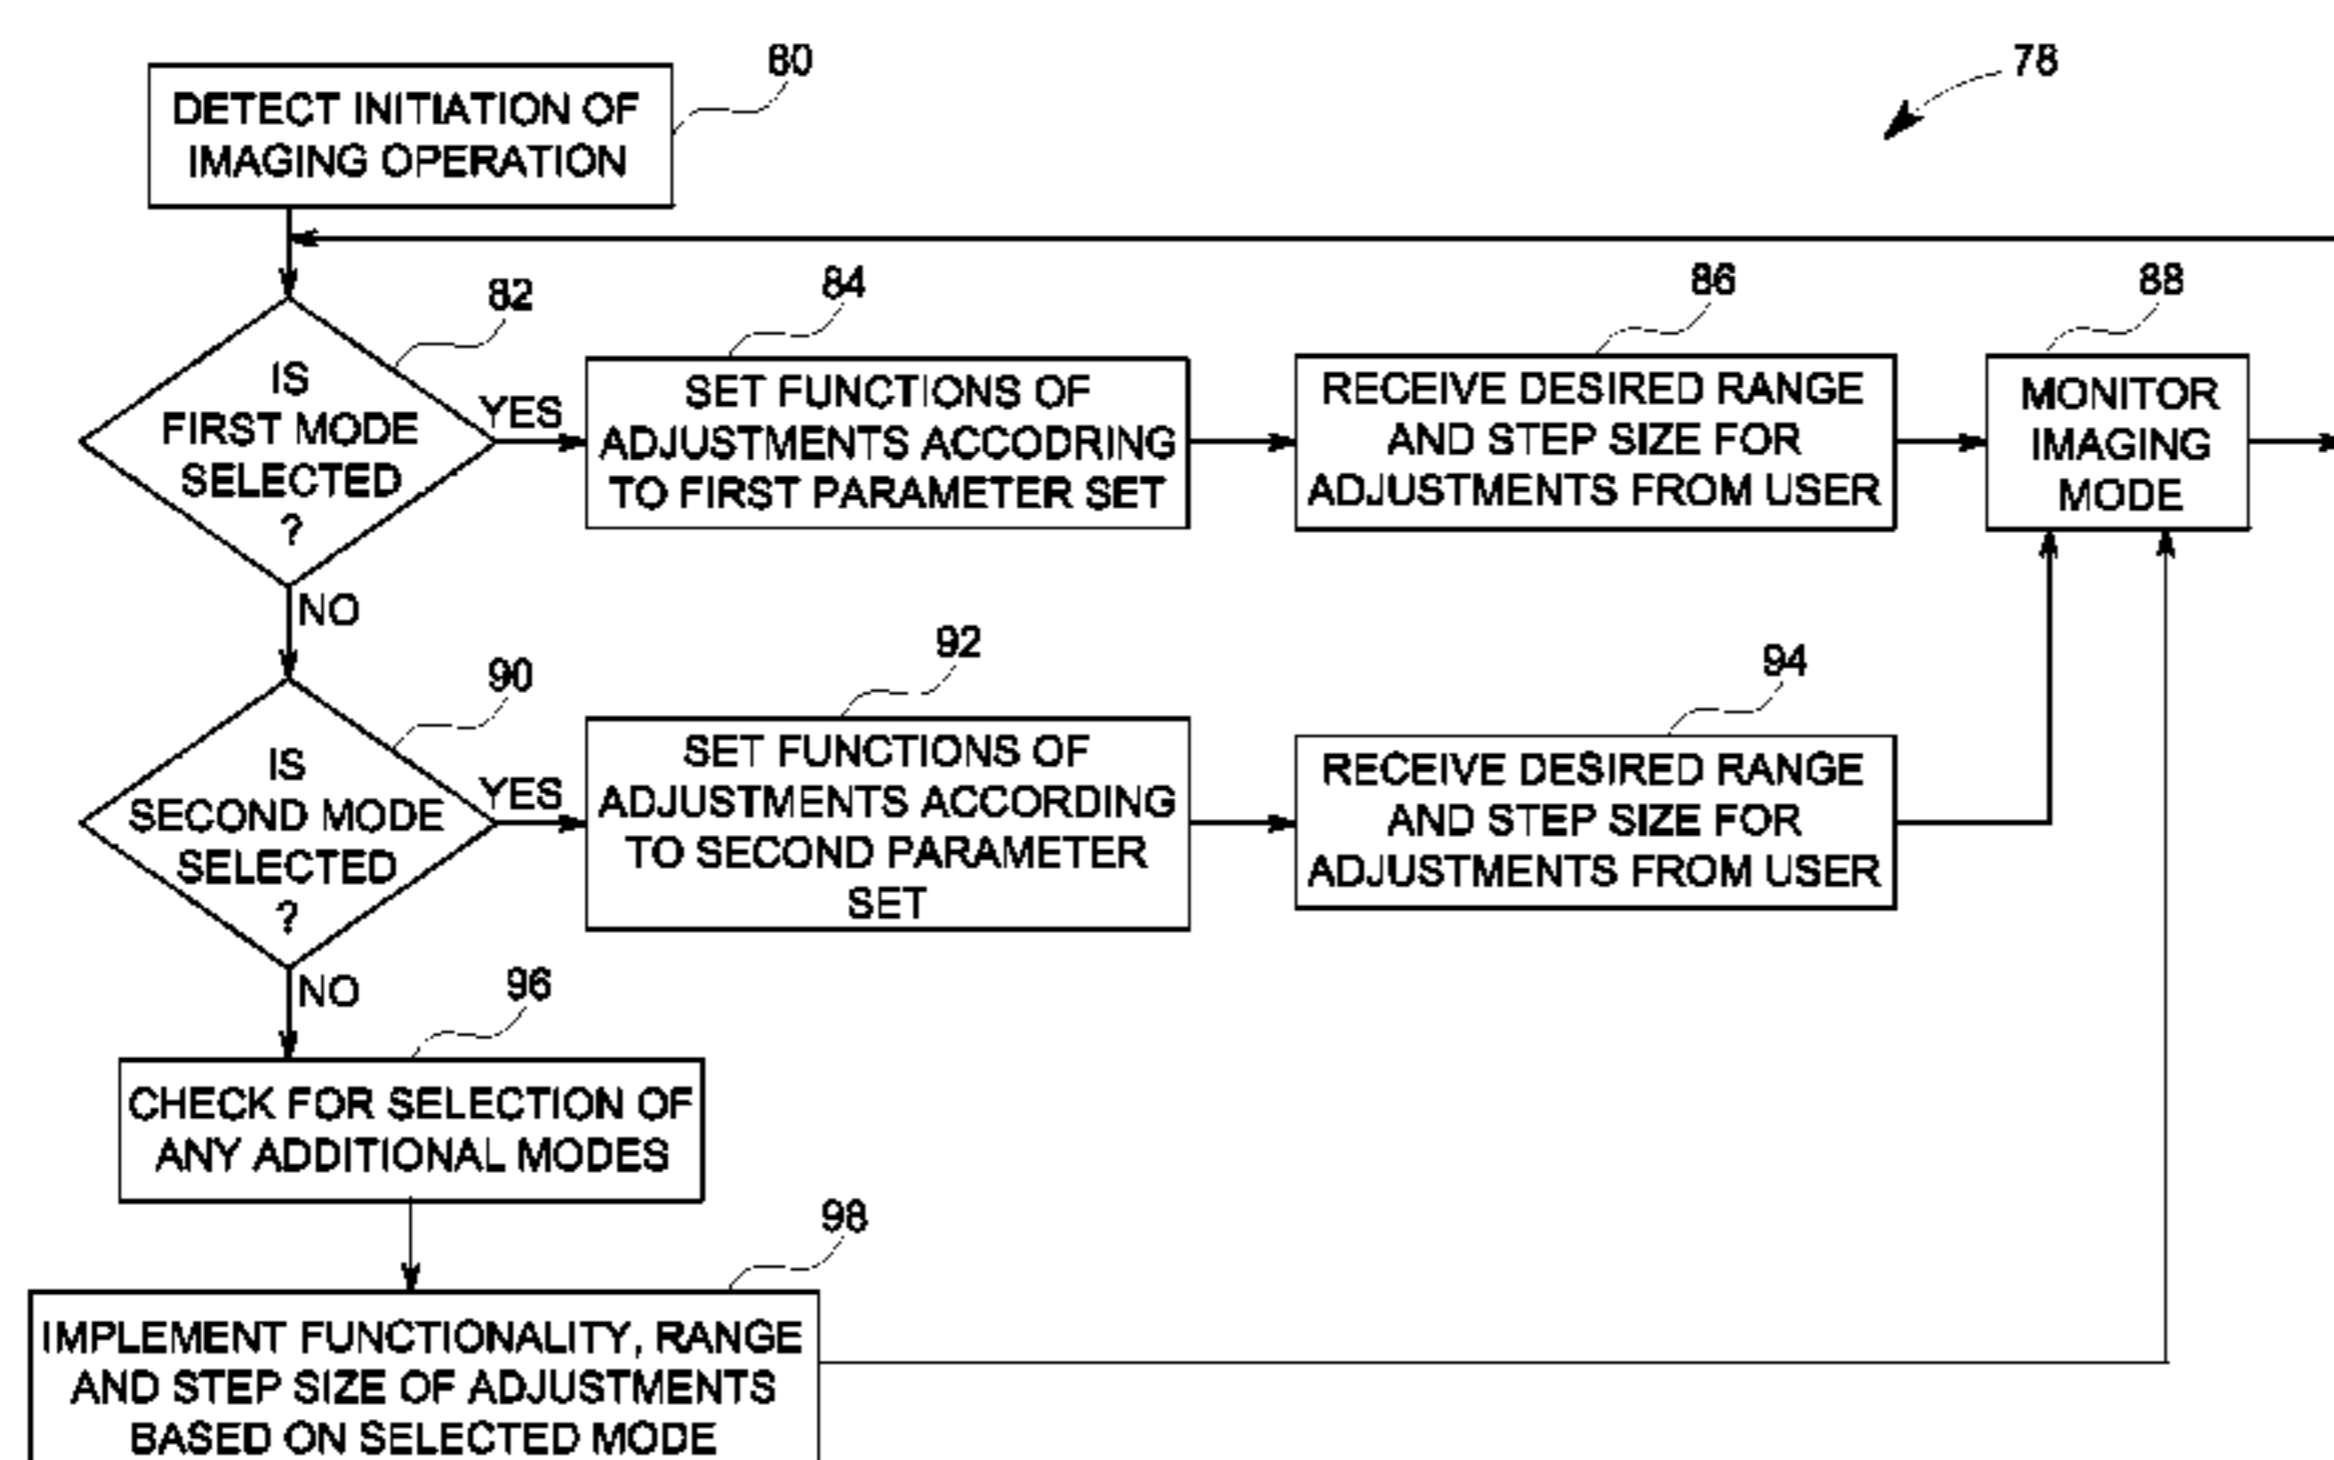 80
78
DETECT INITIATION OF
IMAGING OPERATION
82
84
86
88
IS
FIRST MODE
SELECTED
?
YES
SET FUNCTIONS OF
ADJUSTMENTS ACCODRING
TO FIRST PARAMETER SET
RECEIVE DESIRED RANGE
AND STEP SIZE FOR
ADJUSTMENTS FROM USER
MONITOR
IMAGING
MODE
NO
90
92
94
IS
SECOND MODE
SELECTED
?
YES
SET FUNCTIONS OF
ADJUSTMENTS ACCORDING
TO SECOND PARAMETER
SET
RECEIVE DESIRED RANGE
AND STEP SIZE FOR
ADJUSTMENTS FROM USER
NO
96
CHECK FOR SELECTION OF
ANY ADDITIONAL MODES
98
IMPLEMENT FUNCTIONALITY, RANGE
AND STEP SIZE OF ADJUSTMENTS
BASED ON SELECTED MODE